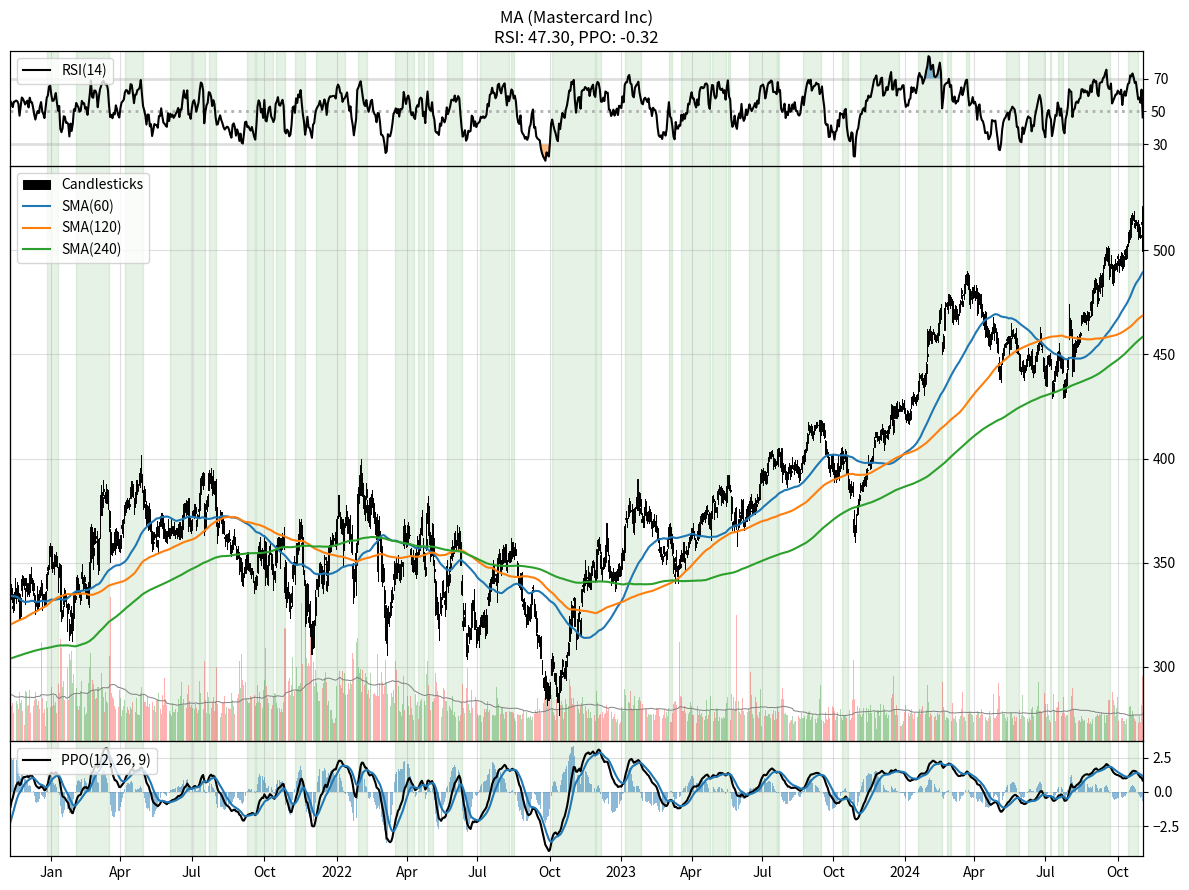 MA (Mastercard Inc)
RSI: 47.30, PPO: -0.32
RSI(14)
70
50
30
Candlesticks
SMA(60)
SMA(120)
SMA(240)
500
450
400
350
300
PPO(12, 26, 9)
2.5
0.0
−2.5
Jan Apr Jul Oct 2022 Apr Jul Oct 2023 Apr Jul Oct 2024 Apr Jul Oct